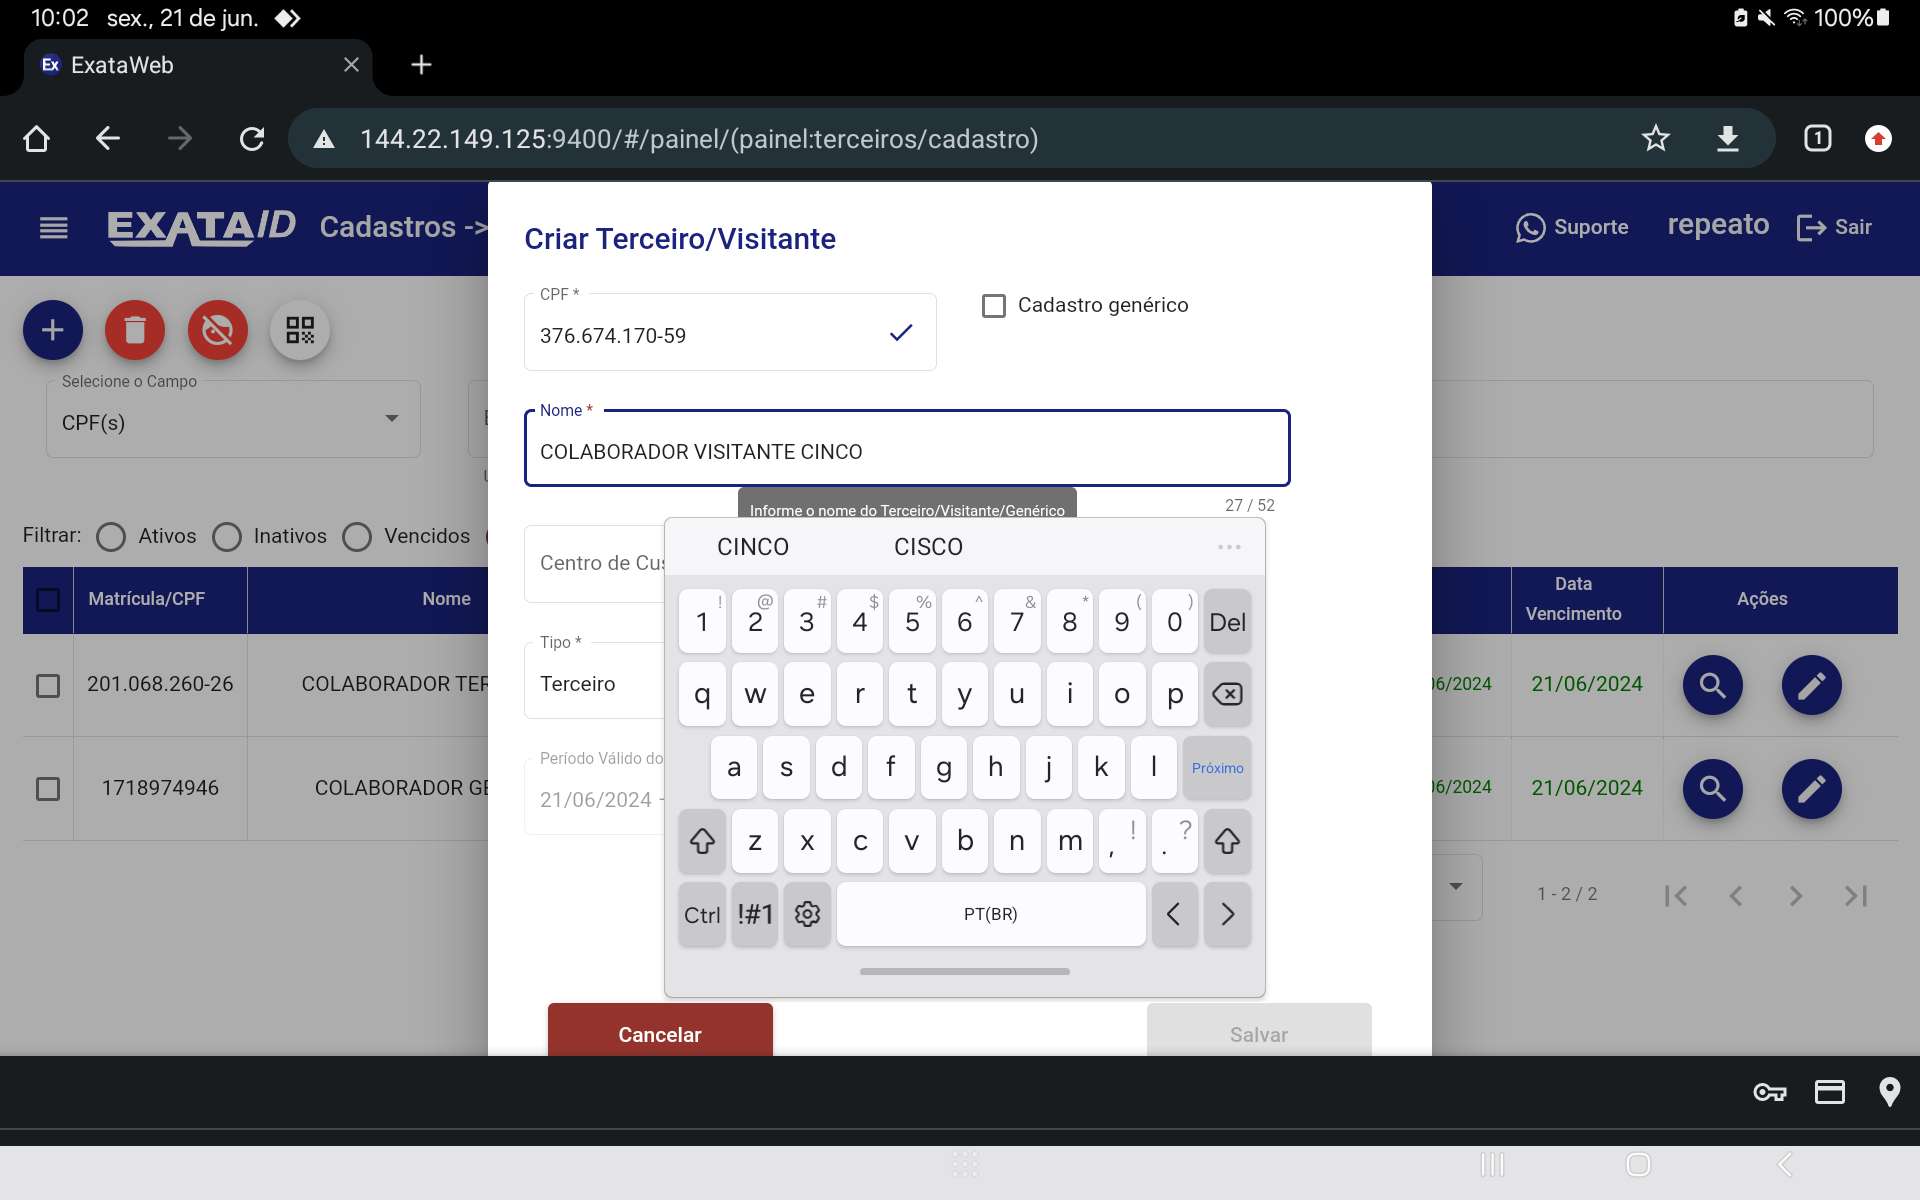 10:02 sex., 21 de jun. 100%
Ex ExataWeb
144.22.149.125:9400/#/painel/(painel:terceiros/cadastro) 1
EXATA ID Cadastros -> Suporte repeato Sair
Criar Terceiro/Visitante
CPF *
376.674.170-59
Cadastro genérico
Selecione o Campo
CPF(s)
Nome *
COLABORADOR VISITANTE CINCO
27 / 52
Informe o nome do Terceiro/Visitante/Genérico
Filtrar: Ativos Inativos Vencidos
Centro de Cus
Matrícula/CPF Nome Data Vencimento Ações
Tipo *
Terceiro
201.068.260-26 COLABORADOR TER 06/2024 21/06/2024
Período Válido do
21/06/2024 -
1718974946 COLABORADOR GE 06/2024 21/06/2024
1 - 2 / 2
CINCO CISCO ...
! @ # $ % ^ & * ( )
1 2 3 4 5 6 7 8 9 0 Del
q w e r t y u i o p
a s d f g h j k l Próximo
z x c v b n m , ! . ?
Ctrl !#1 PT(BR) < >
Cancelar Salvar